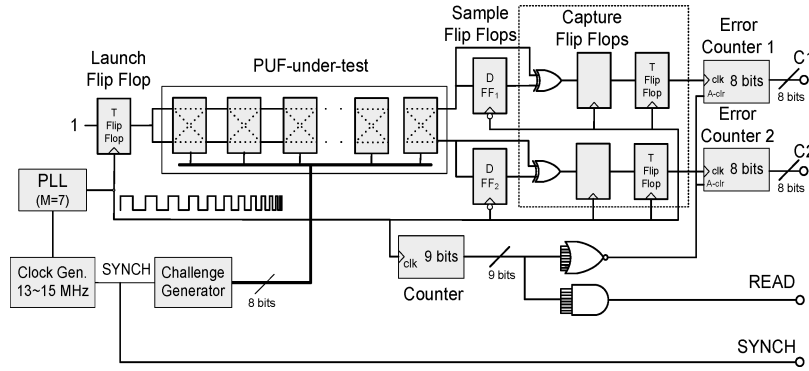 Sample
Flip Flops
Capture
Flip Flops
Error
Counter 1
Launch
Flip Flop
PUF-under-test
C1
D
FF1
T
Flip
Flop
clk 8 bits
A-clr
8 bits
1
T
Flip
Flop
Error
Counter 2
C2
D
FF2
T
Flip
Flop
clk 8 bits
A-clr
8 bits
PLL
(M=7)
Clock Gen.
13~15 MHz
SYNCH
Challenge
Generator
8 bits
clk 9 bits
9 bits
Counter
READ
SYNCH